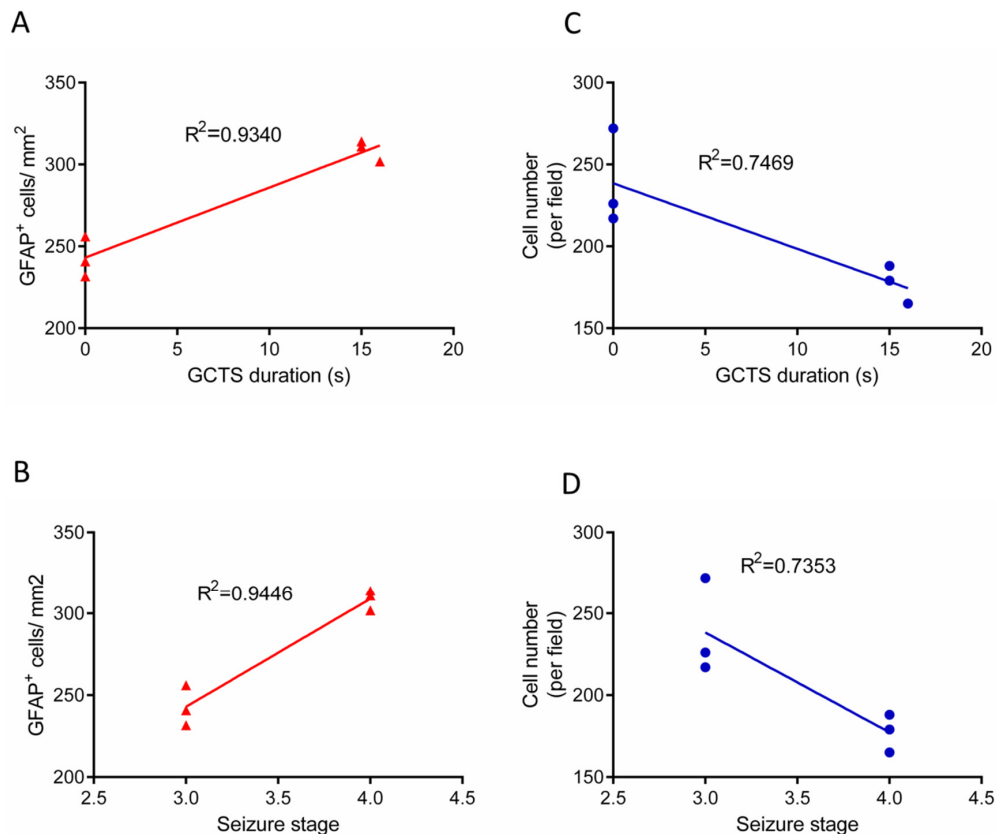 A
GFAP+ cells/ mm2
350
300
250
200
R2=0.9340
0 5 10 15 20
GCTS duration (s)
C
Cell number
(per field)
300
250
200
150
R2=0.7469
0 5 10 15 20
GCTS duration (s)
B
GFAP+ cells/ mm2
350
300
250
200
R2=0.9446
2.5 3.0 3.5 4.0 4.5
Seizure stage
D
Cell number
(per field)
300
250
200
150
R2=0.7353
2.5 3.0 3.5 4.0 4.5
Seizure stage